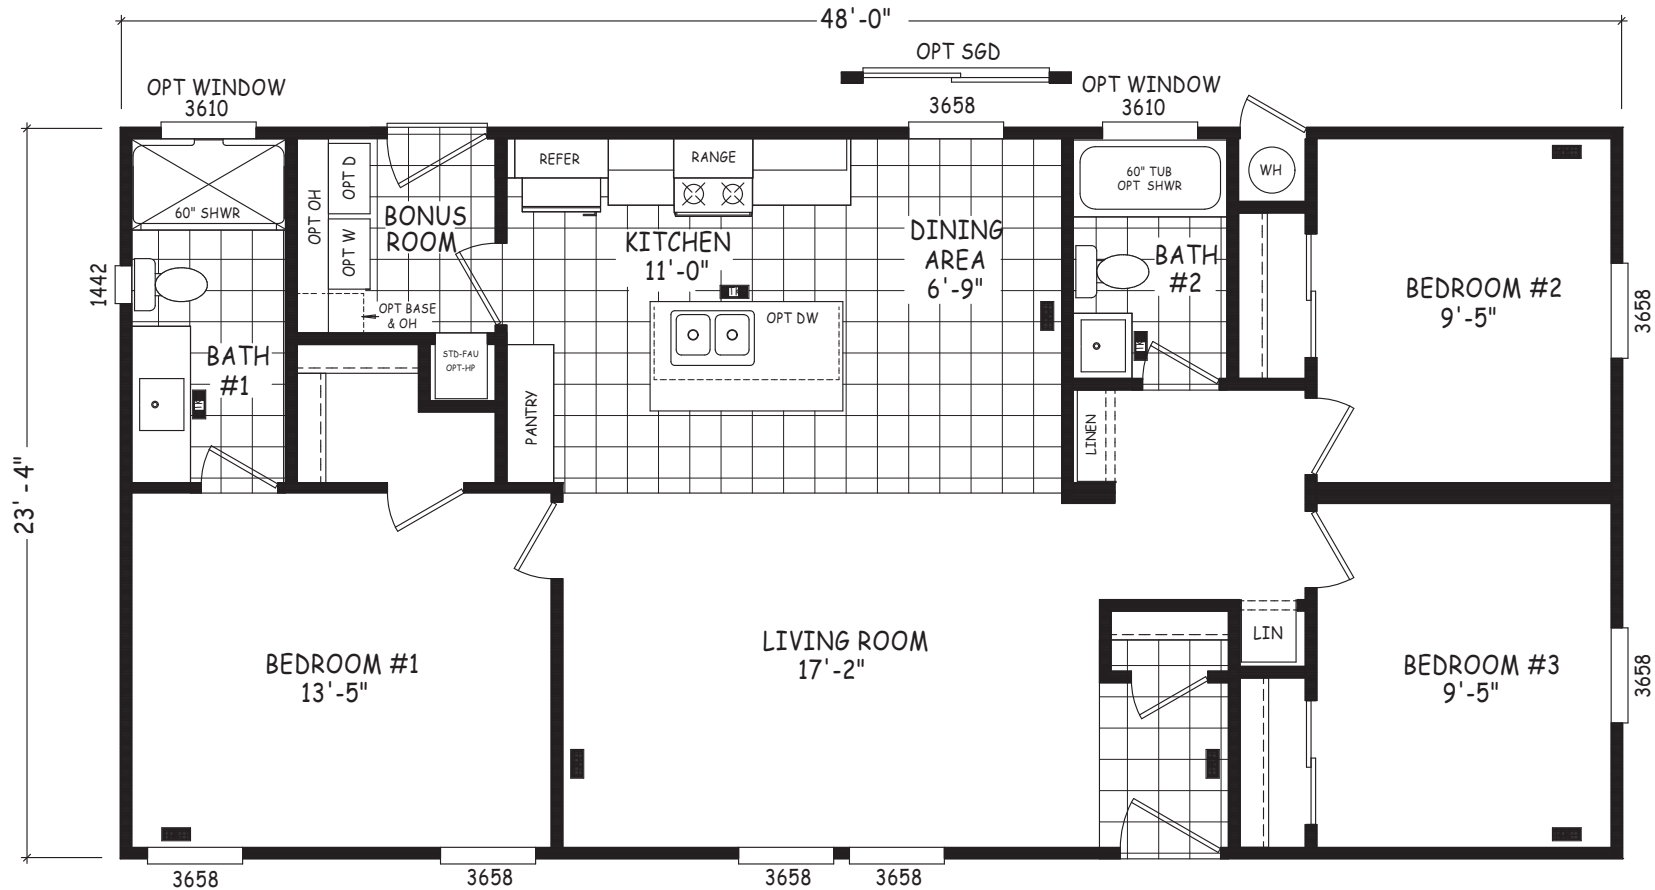 48'-0"
OPT SGD
OPT WINDOW
3610
3658
OPT WINDOW
3610
REFER
RANGE
OPT D
OPT OH
OPT W
60" SHWR
BONUS
ROOM
KITCHEN
11'-0"
DINING
AREA
6'-9"
60" TUB
OPT SHWR
WH
BATH
#2
1442
OPT BASE
& OH
OPT DW
BEDROOM #2
9'-5"
3658
STD-FAU
OPT-HP
BATH
#1
PANTRY
LINEN
23' - 4"
BEDROOM #1
13'-5"
LIVING ROOM
17'-2"
LIN
BEDROOM #3
9'-5"
3658
3658
3658
3658
3658